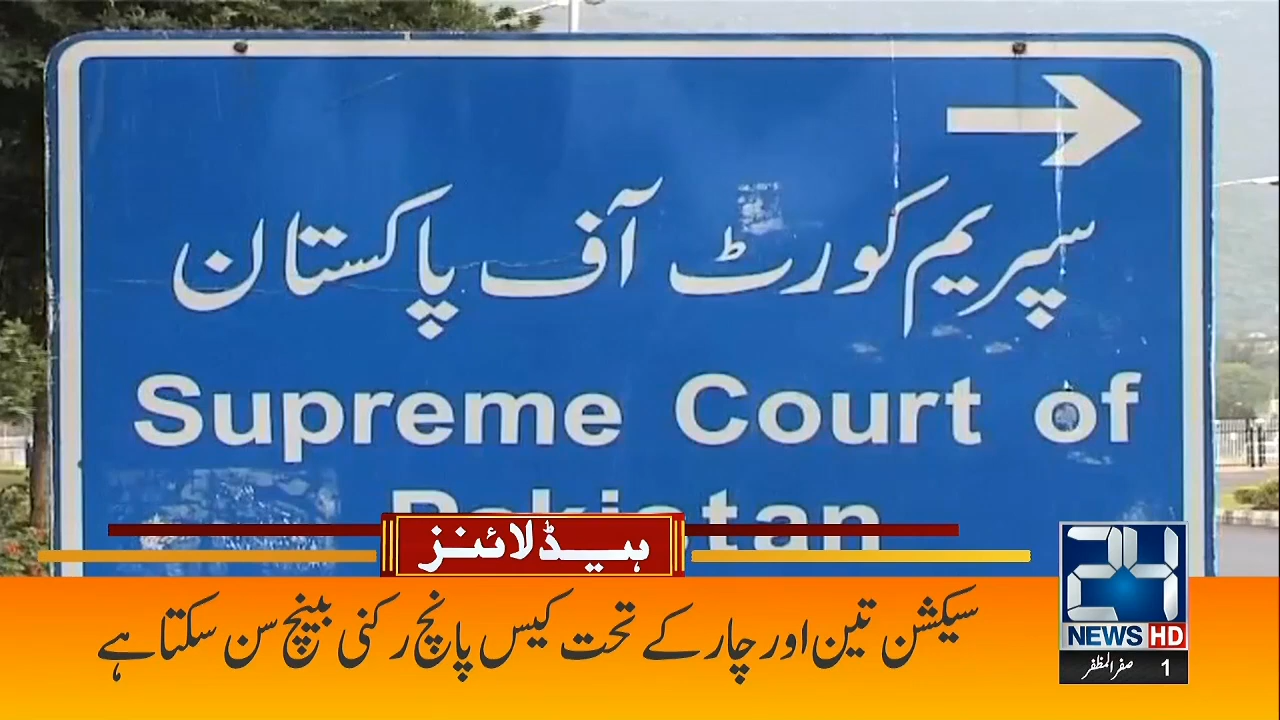 سپریم کورٹ آف پاکستان
Supreme Court of
Pakistan
ہیڈلائنز
سیکشن تین اور چار کے تحت کیس پانچ رکنی بینچ سن سکتا ہے
24
NEWS HD
1 صفر المظفر